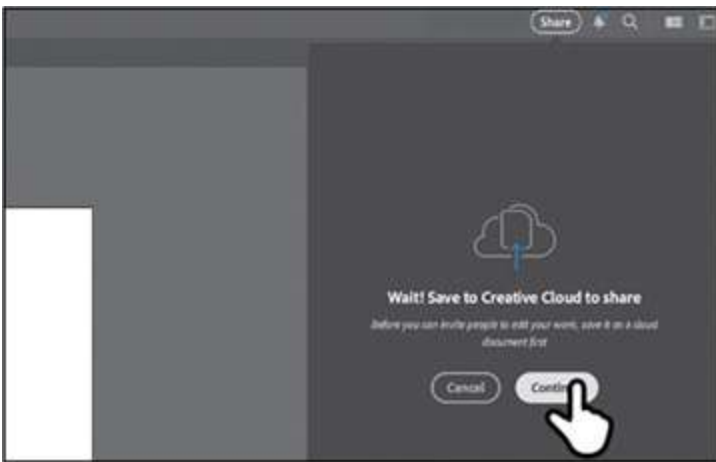 Share
Wait! Save to Creative Cloud to share
Before you can invite people to edit your work, save it as a cloud
document first
Cancel
Contin